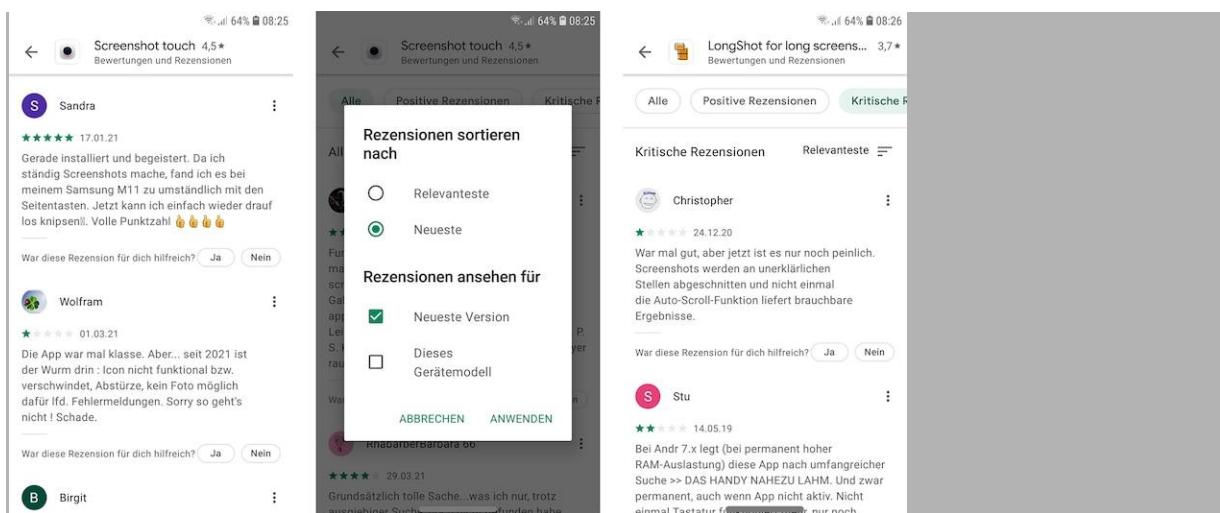 64% 08:25
Screenshot touch 4,5★
Bewertungen und Rezensionen
S Sandra
★★★★★ 17.01.21
Gerade installiert und begeistert. Da ich
ständig Screenshots mache, fand ich es bei
meinem Samsung M11 zu umständlich mit den
Seitentasten. Jetzt kann ich einfach wieder drauf
los knipsen. Volle Punktzahl 👍👍👍👍
War diese Rezension für dich hilfreich? Ja Nein
Wolfram
★ 01.03.21
Die App war mal klasse. Aber... seit 2021 ist
der Wurm drin : Icon nicht funktional bzw.
verschwindet, Abstürze, kein Foto möglich
dafür lfd. Fehlermeldungen. Sorry so geht's
nicht ! Schade.
War diese Rezension für dich hilfreich? Ja Nein
B Birgit
64% 08:25
Screenshot touch 4,5★
Bewertungen und Rezensionen
Alle Positive Rezensionen Kritische
Rezensionen sortieren
nach
Relevanteste
Neueste
Rezensionen ansehen für
Neueste Version
Dieses
Gerätemodell
ABBRECHEN ANWENDEN
RhabarberBarbara 66
★★★★ 29.03.21
Grundsätzlich tolle Sache...was ich nur, trotz
64% 08:26
LongShot for long screens... 3,7★
Bewertungen und Rezensionen
Alle Positive Rezensionen Kritische
Kritische Rezensionen Relevanteste
Christopher
★ 24.12.20
War mal gut, aber jetzt ist es nur noch peinlich.
Screenshots werden an unerklärlichen
Stellen abgeschnitten und nicht einmal
die Auto-Scroll-Funktion liefert brauchbare
Ergebnisse.
War diese Rezension für dich hilfreich? Ja Nein
S Stu
★★ 14.05.19
Bei Andr 7.x legt (bei permanent hoher
RAM-Auslastung) diese App nach umfangreicher
Suche >> DAS HANDY NAHEZU LAHM. Und zwar
permanent, auch wenn App nicht aktiv. Nicht
einmal Tastatur nur noch